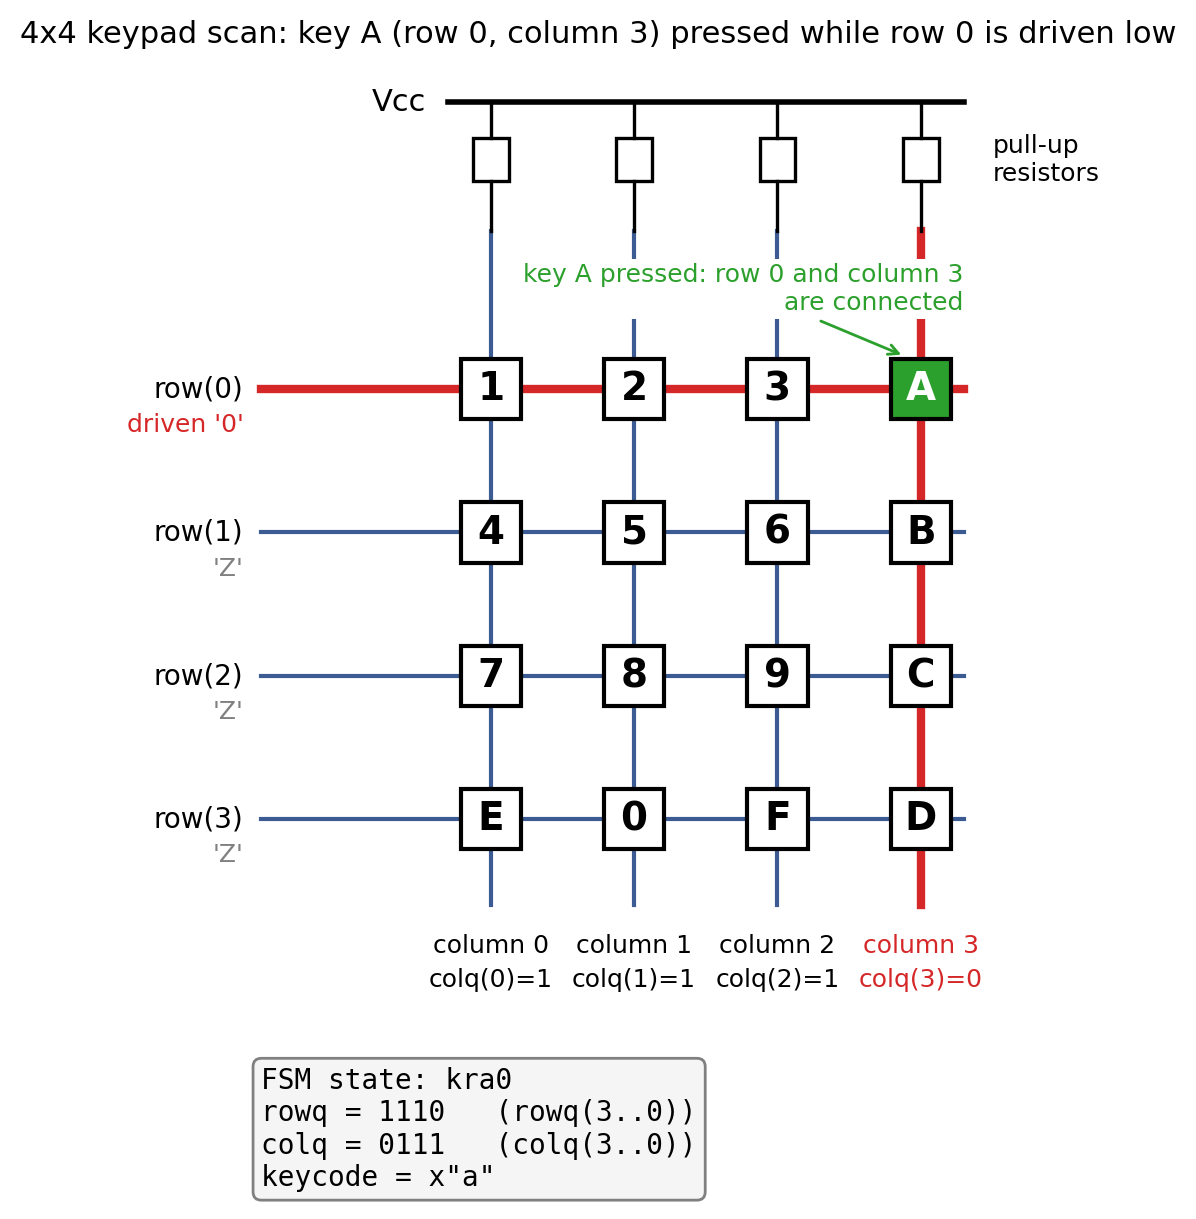 4x4 keypad scan: key A (row 0, column 3) pressed while row 0 is driven low
Vcc
pull-up
resistors
key A pressed: row 0 and column 3
are connected
row(0)
driven '0'
1 2 3 A
row(1)
'Z'
4 5 6 B
row(2)
'Z'
7 8 9 C
row(3)
'Z'
E 0 F D
column 0 column 1 column 2 column 3
colq(0)=1 colq(1)=1 colq(2)=1 colq(3)=0
FSM state: kra0
rowq = 1110   (rowq(3..0))
colq = 0111   (colq(3..0))
keycode = x"a"